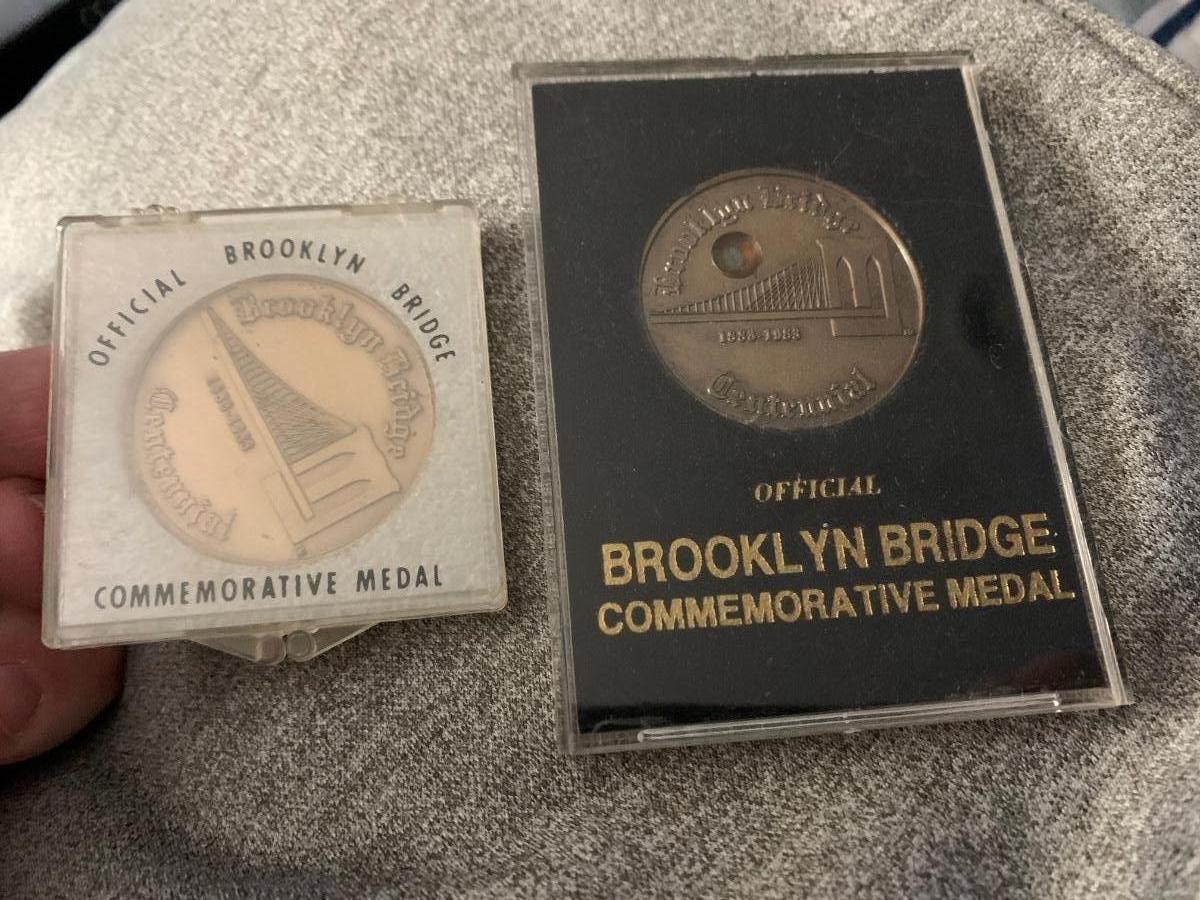 OFFICIAL BROOKLYN BRIDGE
Brooklyn Bridge
1883-1983
Centennial
COMMEMORATIVE MEDAL
Brooklyn Bridge
1883-1983
Centennial
OFFICIAL
BROOKLYN BRIDGE
COMMEMORATIVE MEDAL